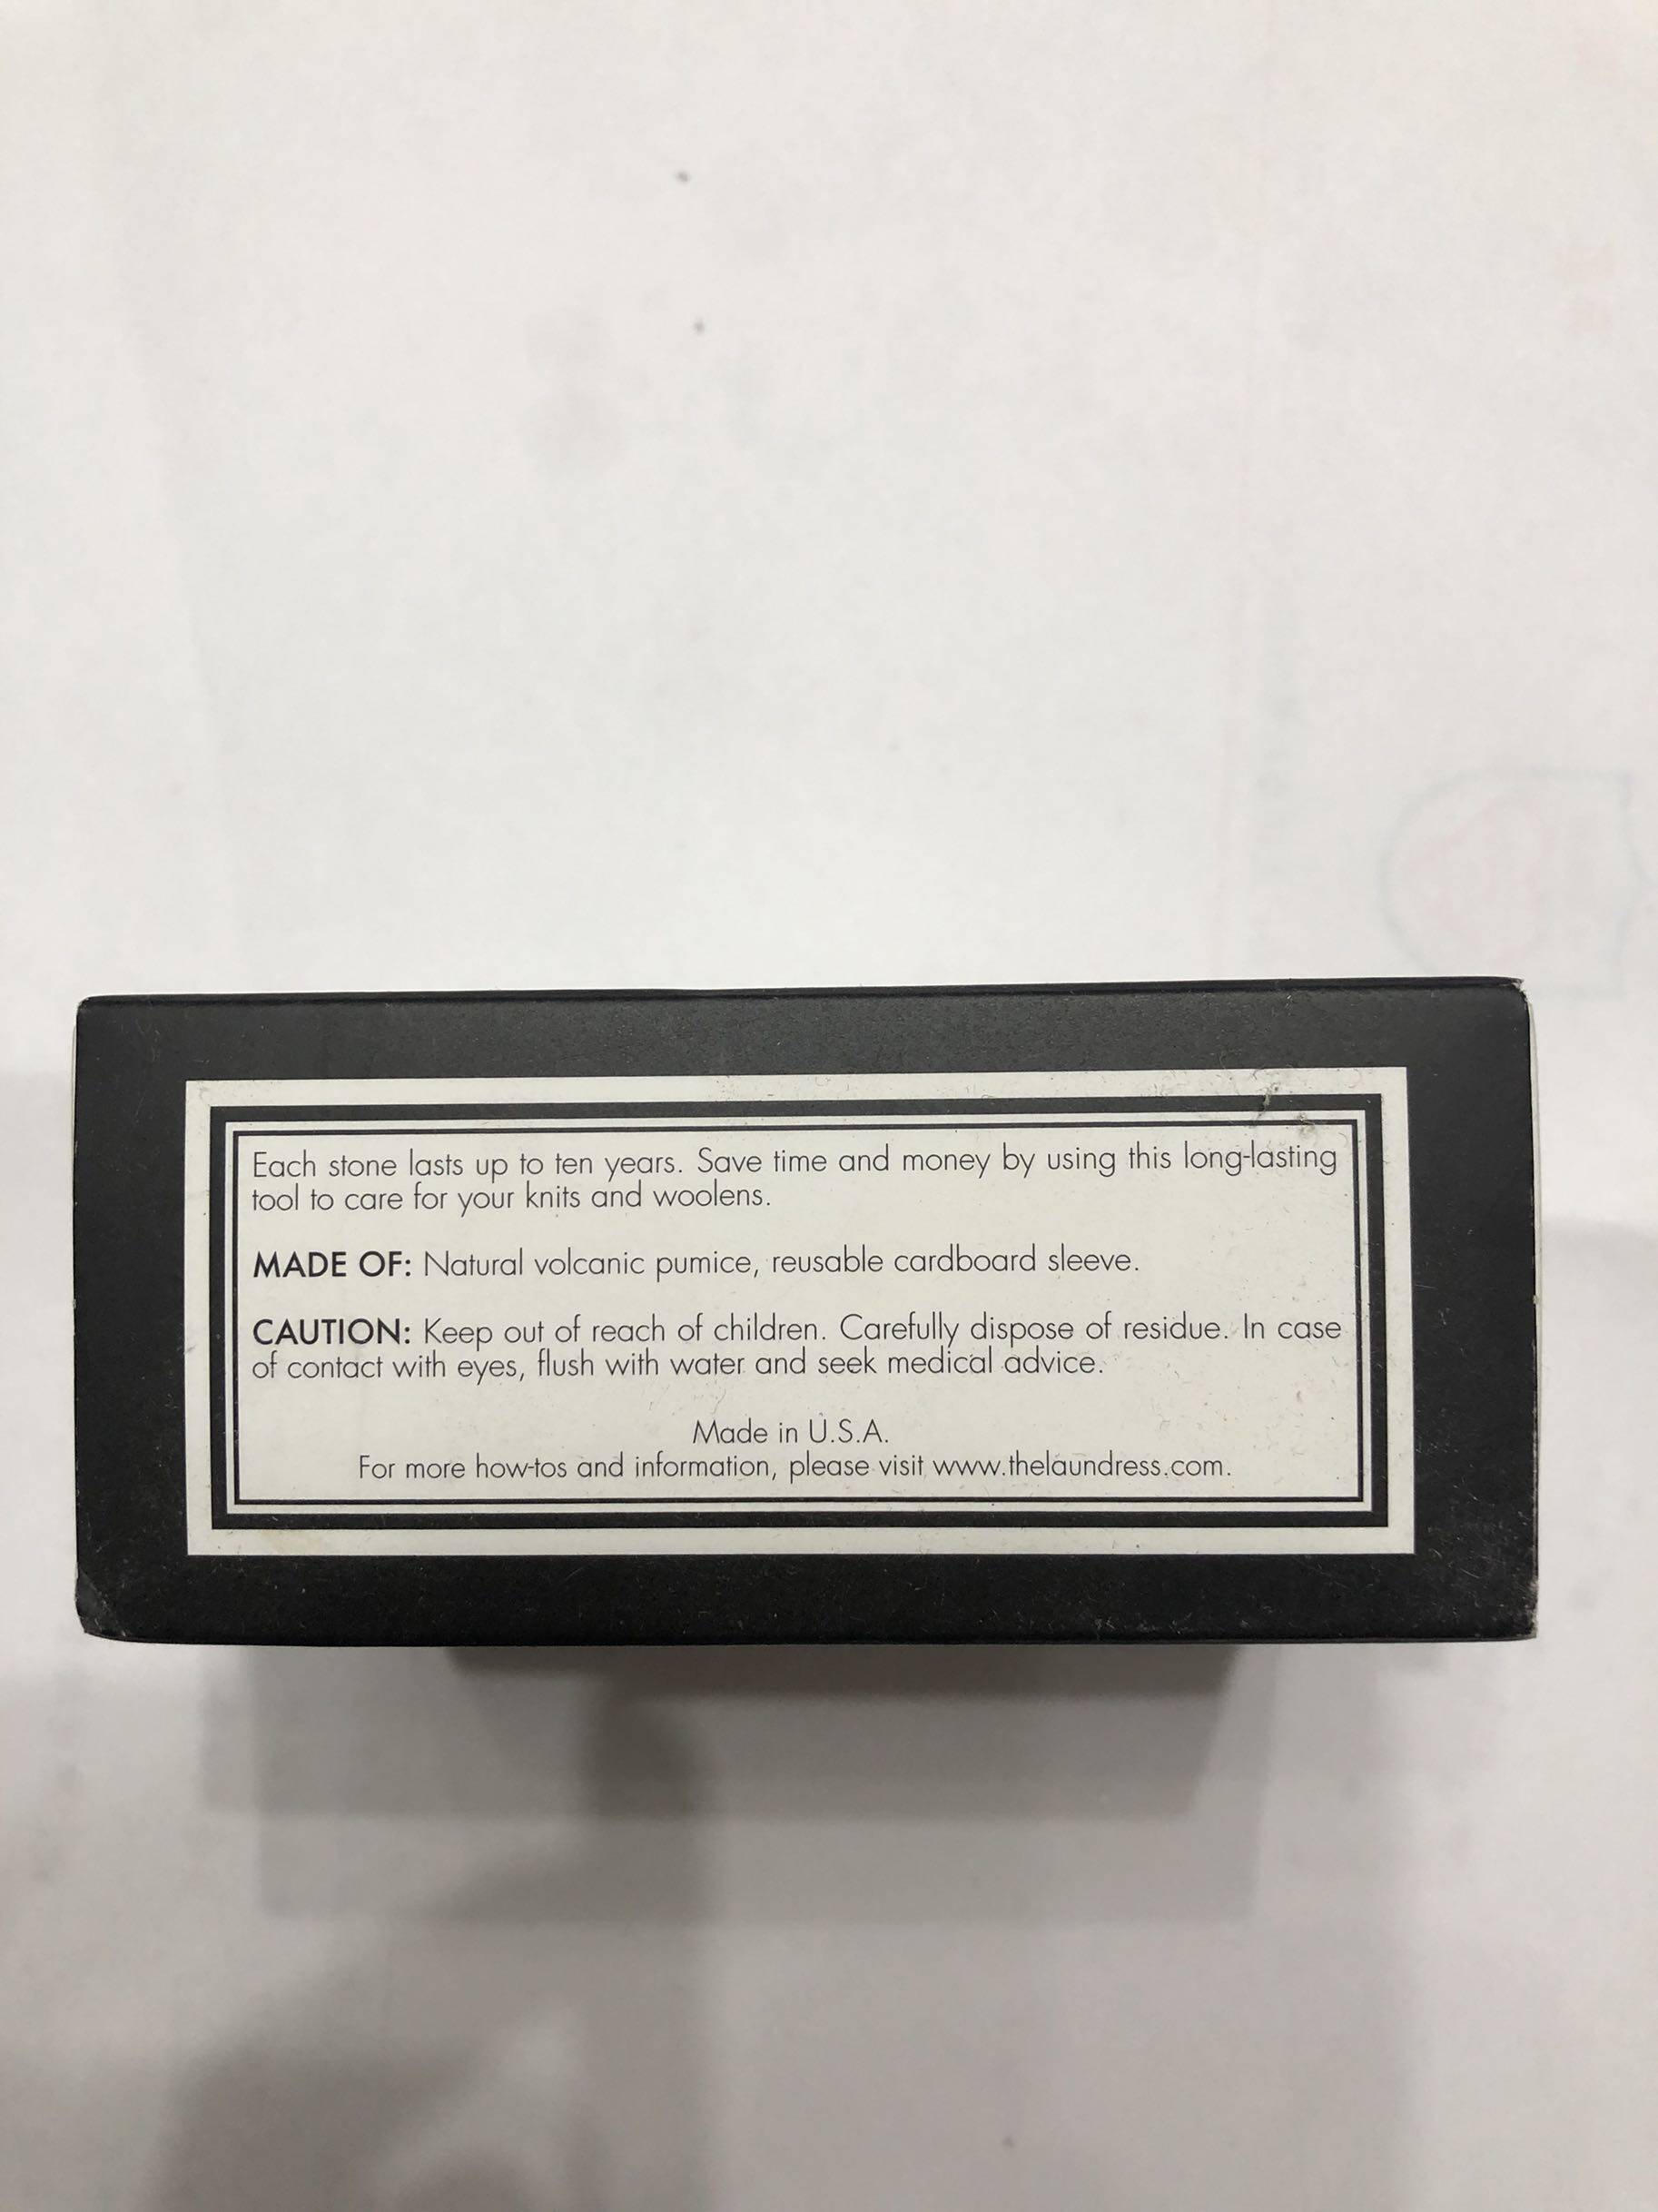 Each stone lasts up to ten years. Save time and money by using this long-lasting
tool to care for your knits and woolens.
MADE OF: Natural volcanic pumice, reusable cardboard sleeve.
CAUTION: Keep out of reach of children. Carefully dispose of residue. In case
of contact with eyes, flush with water and seek medical advice.
Made in U.S.A.
For more how-tos and information, please visit www.thelaundress.com.